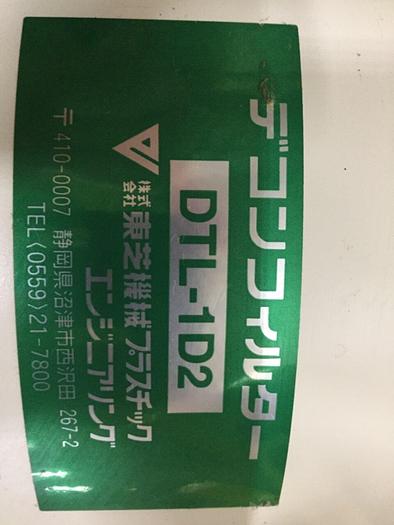 デコンフィルター
DTL-1D2
株式会社 東芝機械プラスチック
エンジニアリング
〒410-0007 静岡県沼津市西沢田 267-2
TEL〈0559〉21-7800